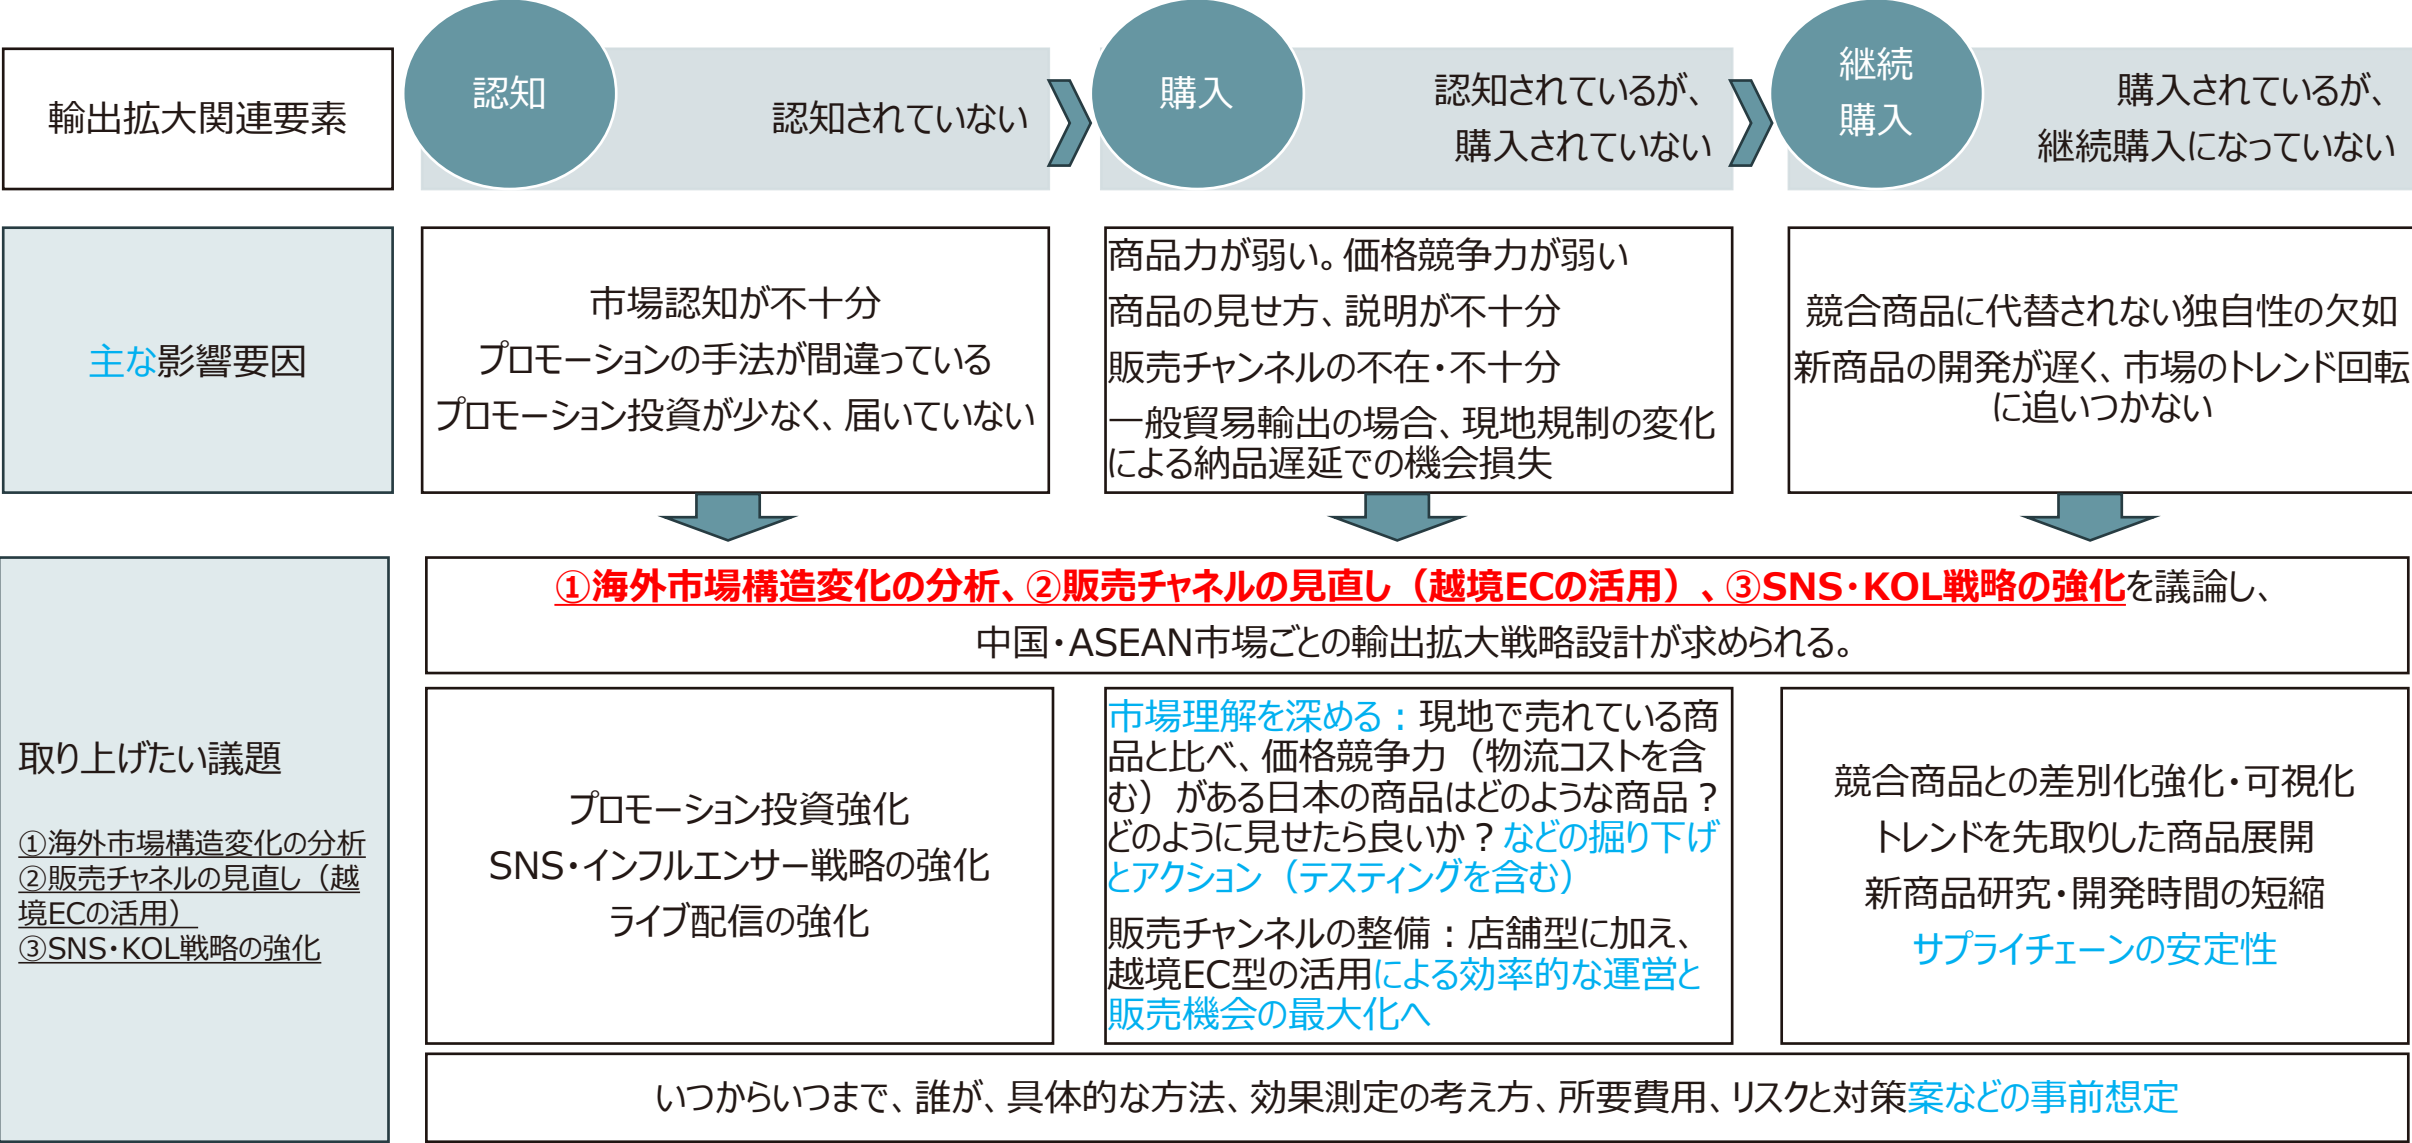 輸出拡大関連要素
認知
認知されていない
購入
認知されているが、
購入されていない
継続
購入
購入されているが、
継続購入になっていない
主な影響要因
市場認知が不十分
プロモーションの手法が間違っている
プロモーション投資が少なく、届いていない
商品力が弱い。価格競争力が弱い
商品の見せ方、説明が不十分
販売チャンネルの不在・不十分
一般貿易輸出の場合、現地規制の変化
による納品遅延での機会損失
競合商品に代替されない独自性の欠如
新商品の開発が遅く、市場のトレンド回転
に追いつかない
取り上げたい議題
①海外市場構造変化の分析
②販売チャネルの見直し（越
境ECの活用）
③SNS・KOL戦略の強化
①海外市場構造変化の分析、②販売チャネルの見直し（越境ECの活用）、③SNS・KOL戦略の強化を議論し、
中国・ASEAN市場ごとの輸出拡大戦略設計が求められる。
プロモーション投資強化
SNS・インフルエンサー戦略の強化
ライブ配信の強化
市場理解を深める：現地で売れている商
品と比べ、価格競争力（物流コストを含
む）がある日本の商品はどのような商品？
どのように見せたら良いか？などの掘り下げ
とアクション（テスティングを含む）
販売チャンネルの整備：店舗型に加え、
越境EC型の活用による効率的な運営と
販売機会の最大化へ
競合商品との差別化強化・可視化
トレンドを先取りした商品展開
新商品研究・開発時間の短縮
サプライチェーンの安定性
いつからいつまで、誰が、具体的な方法、効果測定の考え方、所要費用、リスクと対策案などの事前想定